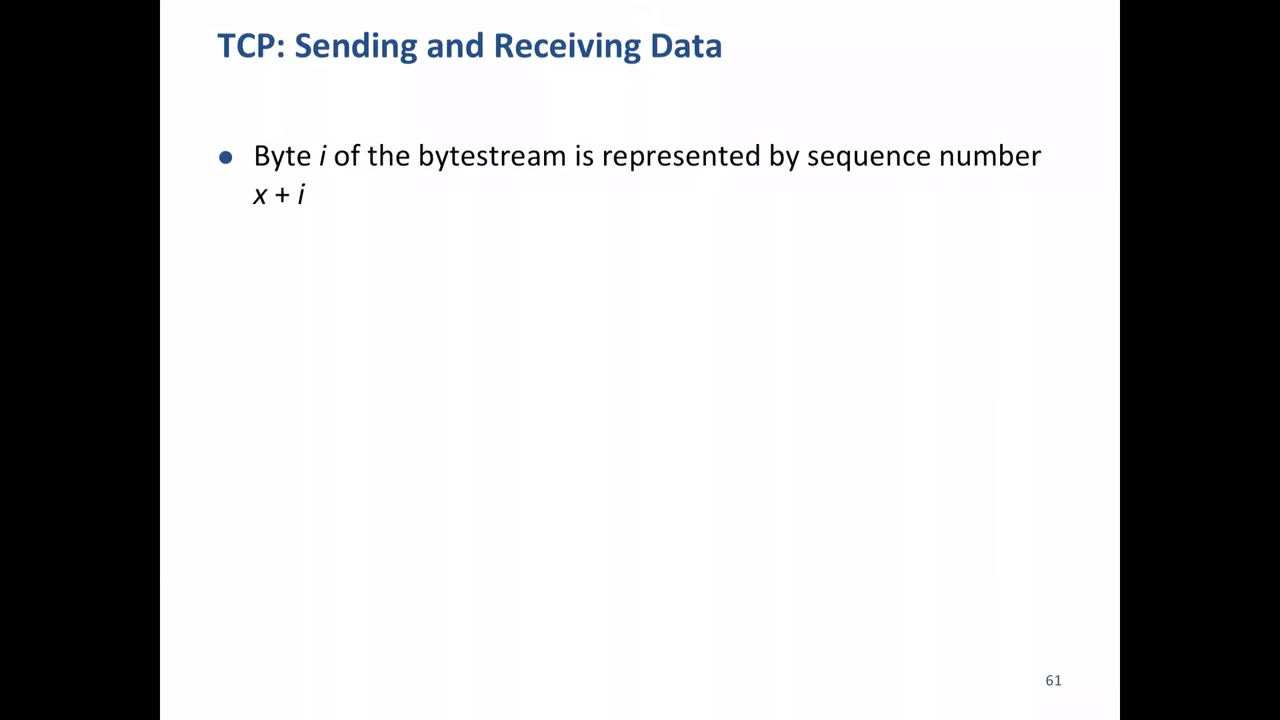 TCP: Sending and Receiving Data
● Byte i of the bytestream is represented by sequence number
x + i
61